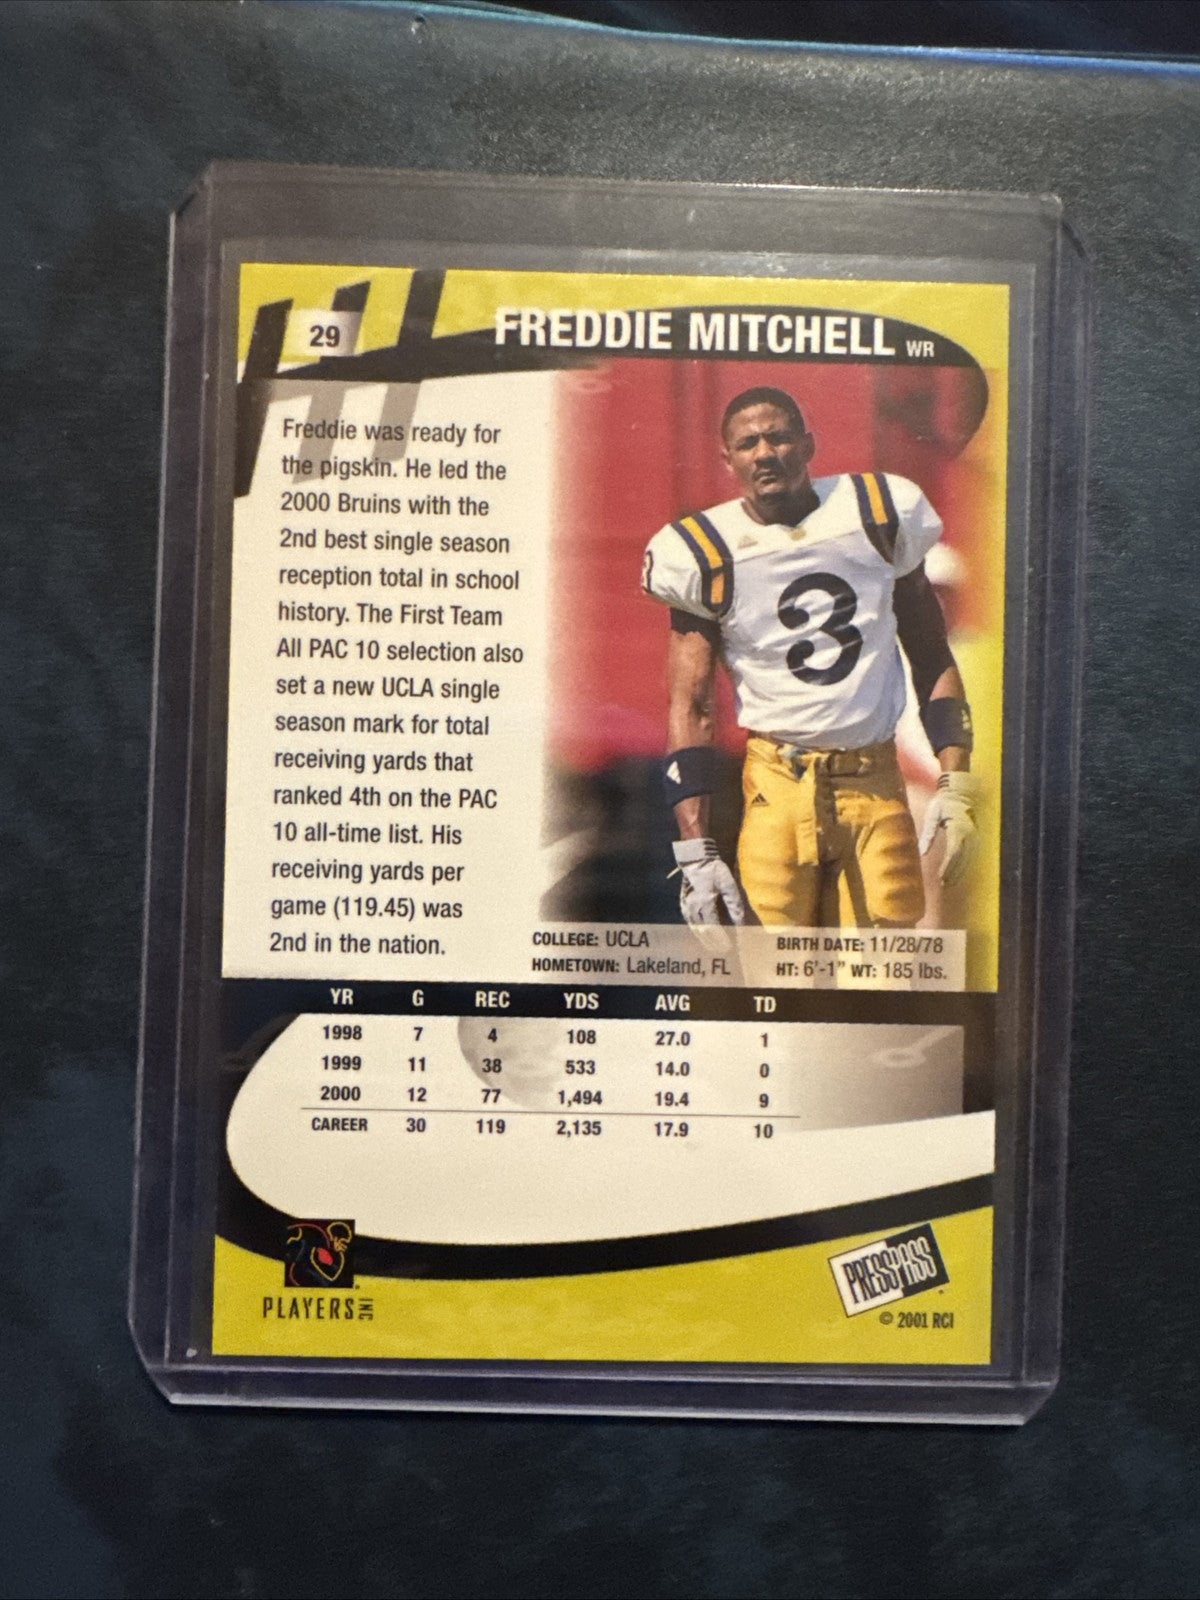 29
FREDDIE MITCHELL WR
Freddie was ready for
the pigskin. He led the
2000 Bruins with the
2nd best single season
reception total in school
history. The First Team
All PAC 10 selection also
set a new UCLA single
season mark for total
receiving yards that
ranked 4th on the PAC
10 all-time list. His
receiving yards per
game (119.45) was
2nd in the nation.
3
3
COLLEGE: UCLA
HOMETOWN: Lakeland, FL
BIRTH DATE: 11/28/78
HT: 6'-1" WT: 185 lbs.
YR G REC YDS AVG TD
1998 7 4 108 27.0 1
1999 11 38 533 14.0 0
2000 12 77 1,494 19.4 9
CAREER 30 119 2,135 17.9 10
PLAYERS INC
PRESS PASS
© 2001 RCI